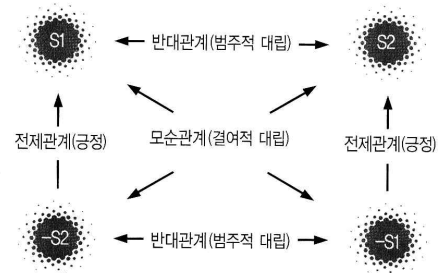 S1 반대관계(범주적 대립) S2
전제관계(긍정) 모순관계(결여적 대립) 전제관계(긍정)
-S2 반대관계(범주적 대립) -S1